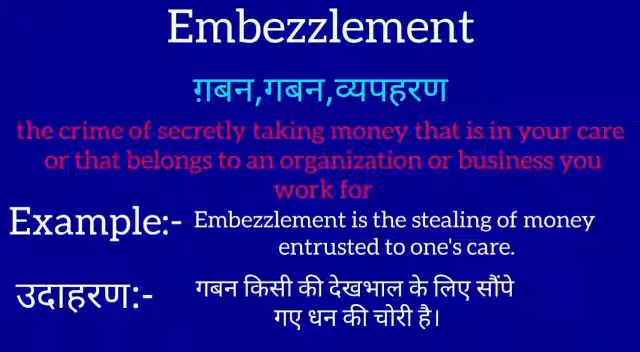 Embezzlement
ग़बन,गबन,व्यपहरण
the crime of secretly taking money that is in your care
or that belongs to an organization or business you
work for
Example:- Embezzlement is the stealing of money
entrusted to one's care.
उदाहरण:- गबन किसी की देखभाल के लिए सौंपे
गए धन की चोरी है।